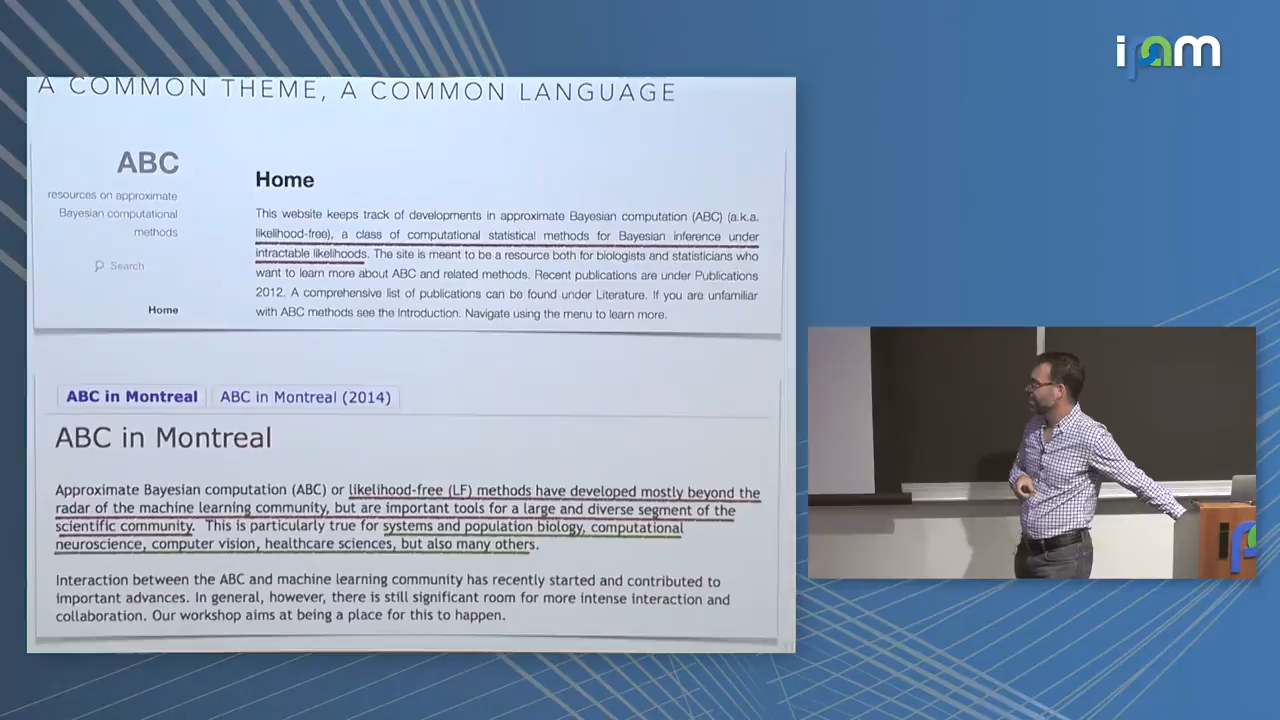 ipam
A COMMON THEME, A COMMON LANGUAGE
ABC
resources on approximate
Bayesian computational
methods
Search
Home
Home
This website keeps track of developments in approximate Bayesian computation (ABC) (a.k.a.
likelihood-free), a class of computational statistical methods for Bayesian inference under
intractable likelihoods. The site is meant to be a resource both for biologists and statisticians who
want to learn more about ABC and related methods. Recent publications are under Publications
2012. A comprehensive list of publications can be found under Literature. If you are unfamiliar
with ABC methods see the Introduction. Navigate using the menu to learn more.
ABC in Montreal
ABC in Montreal (2014)
ABC in Montreal
Approximate Bayesian computation (ABC) or likelihood-free (LF) methods have developed mostly beyond the
radar of the machine learning community, but are important tools for a large and diverse segment of the
scientific community. This is particularly true for systems and population biology, computational
neuroscience, computer vision, healthcare sciences, but also many others.
Interaction between the ABC and machine learning community has recently started and contributed to
important advances. In general, however, there is still significant room for more intense interaction and
collaboration. Our workshop aims at being a place for this to happen.